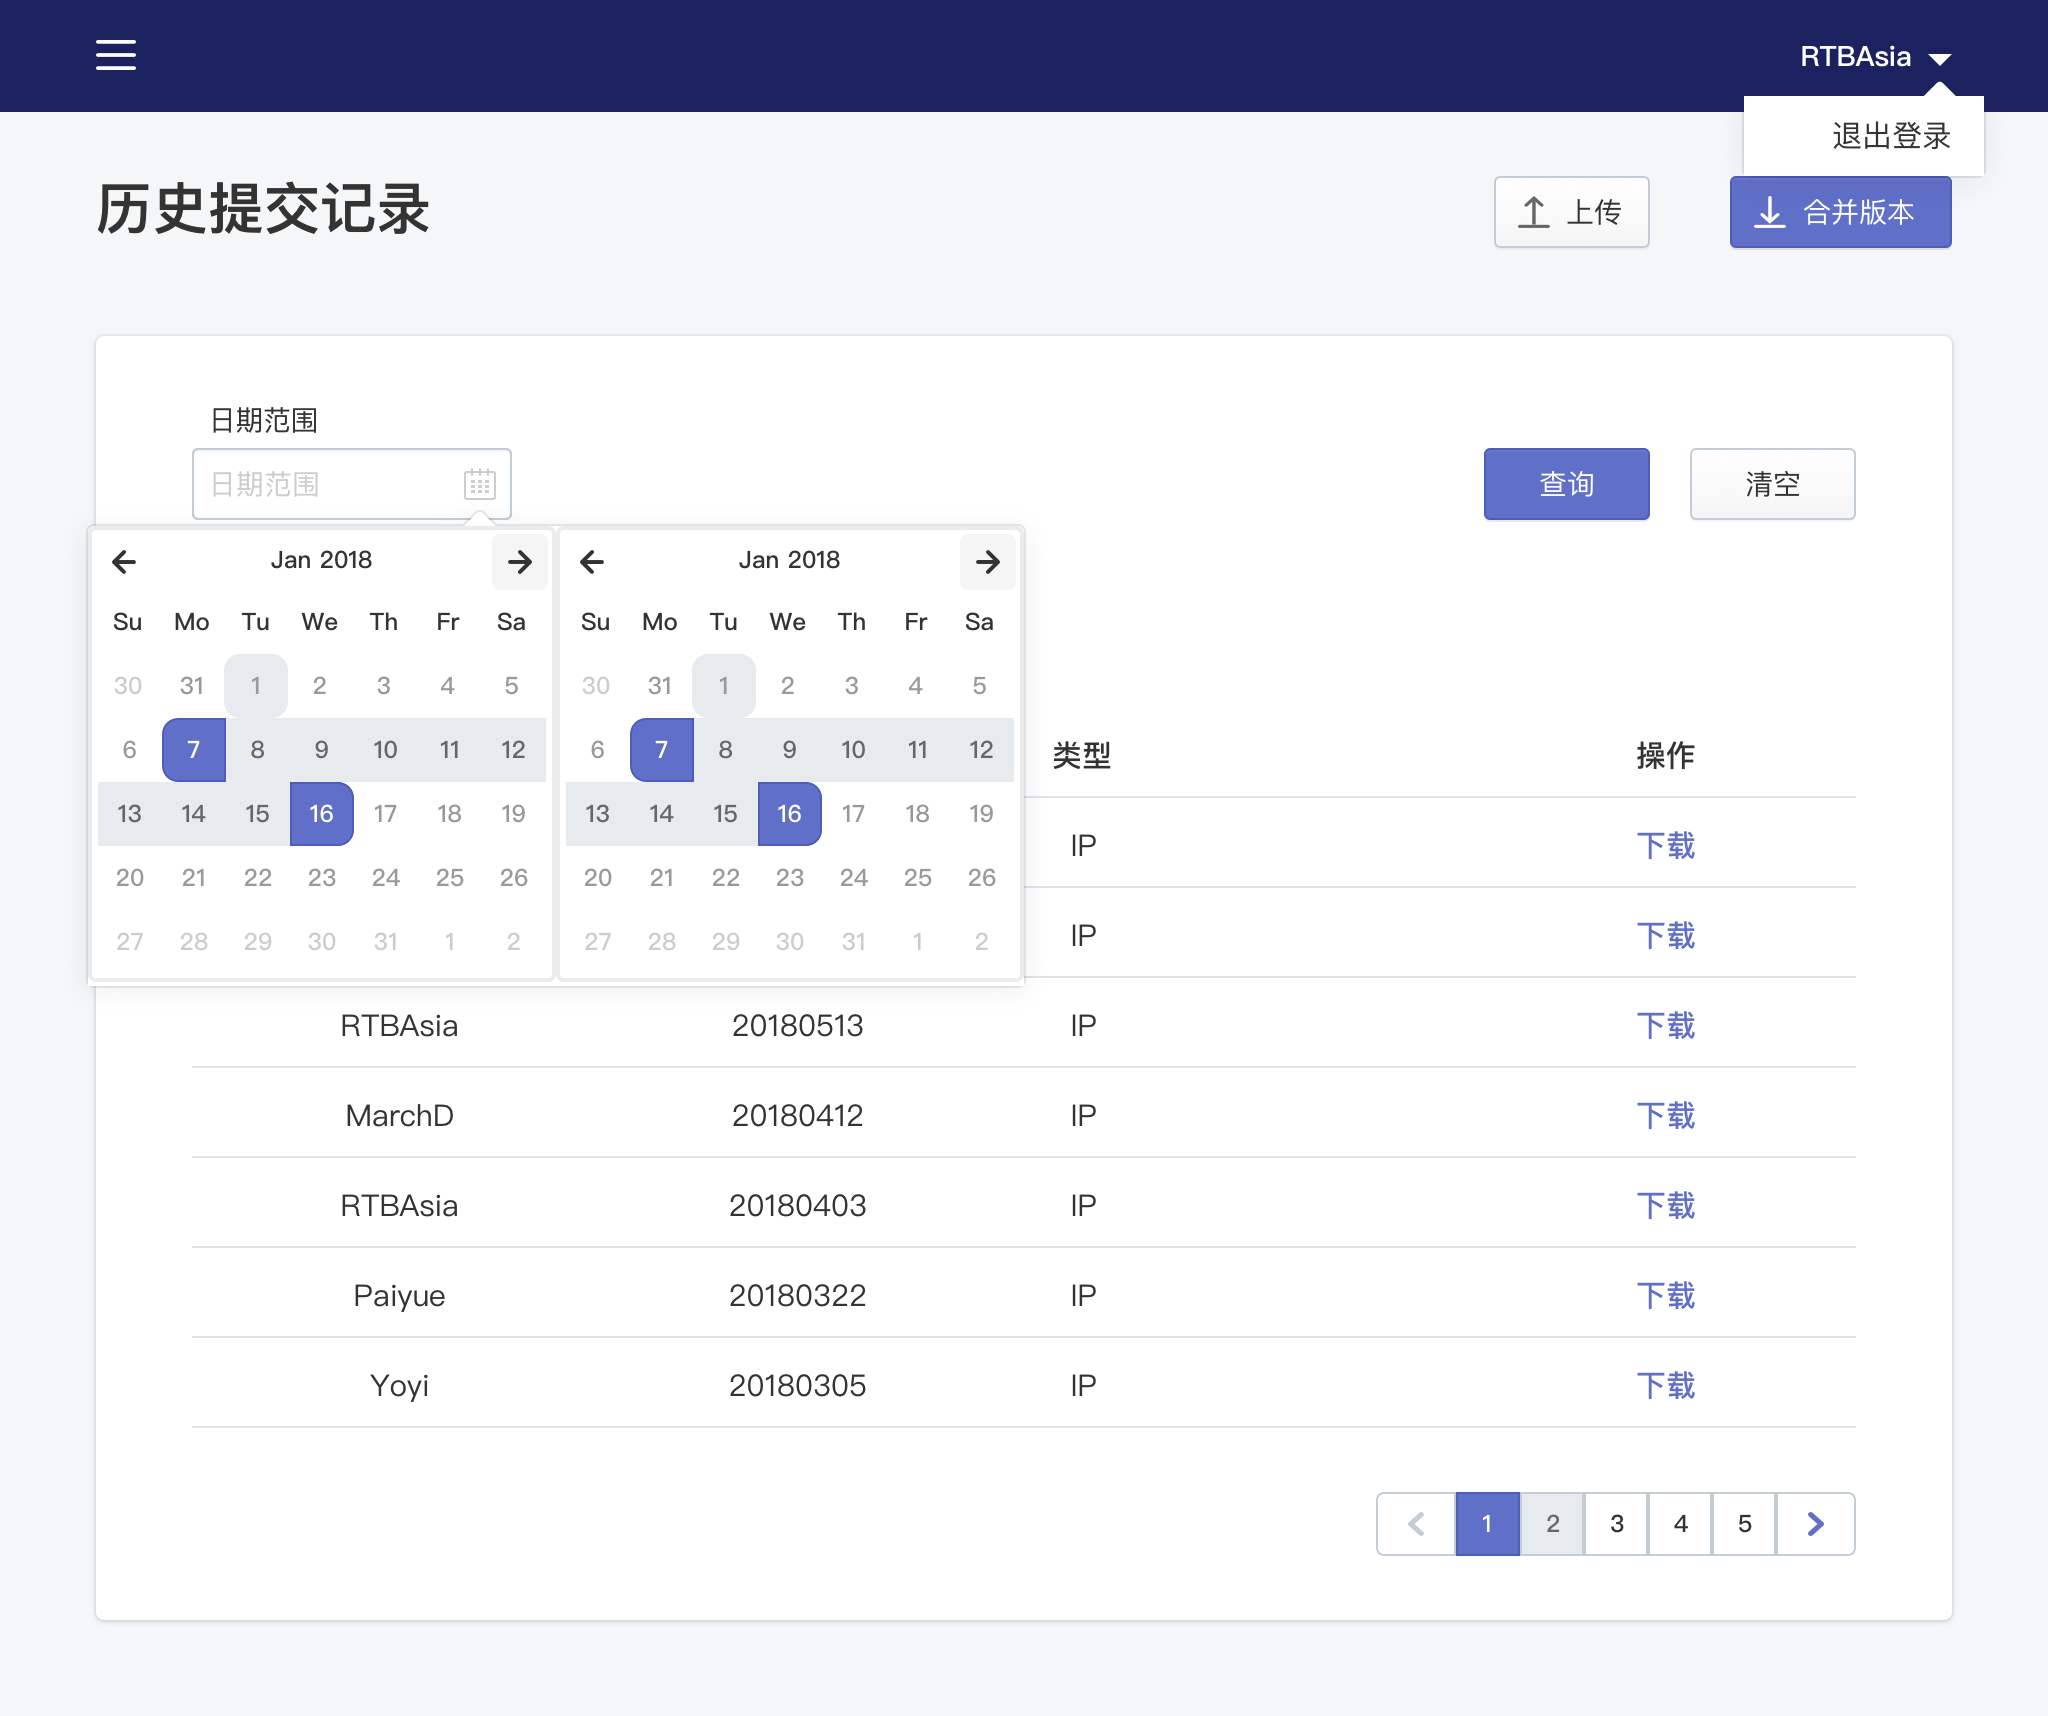 RTBAsia
退出登录
历史提交记录
上传
合并版本
日期范围
日期范围
查询
清空
Jan 2018
Su Mo Tu We Th Fr Sa
30 31 1 2 3 4 5
6 7 8 9 10 11 12
13 14 15 16 17 18 19
20 21 22 23 24 25 26
27 28 29 30 31 1 2
Jan 2018
Su Mo Tu We Th Fr Sa
30 31 1 2 3 4 5
6 7 8 9 10 11 12
13 14 15 16 17 18 19
20 21 22 23 24 25 26
27 28 29 30 31 1 2
类型 操作
IP 下载
IP 下载
RTBAsia 20180513 IP 下载
MarchD 20180412 IP 下载
RTBAsia 20180403 IP 下载
Paiyue 20180322 IP 下载
Yoyi 20180305 IP 下载
1 2 3 4 5